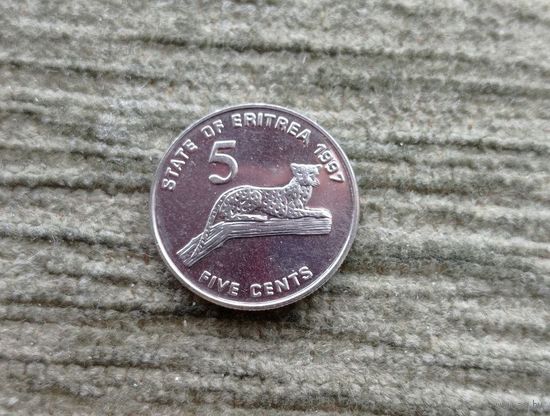 STATE OF ERITREA 1997
5
FIVE CENTS